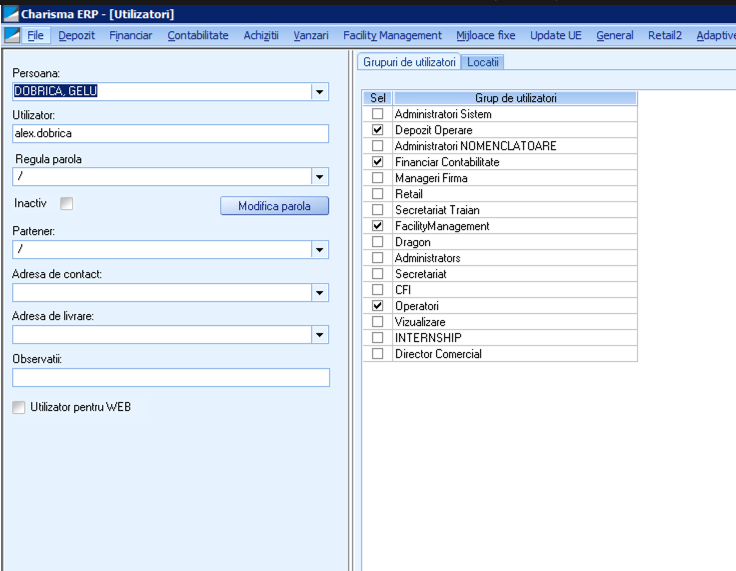 Charisma ERP - [Utilizatori]
File Depozit Financiar Contabilitate Achizitii Vanzari Facility Management Mijloace fixe Update UE General Retail2 Adaptive
Persoana:
DOBRICA, GELU
Utilizator:
alex.dobrica
Regula parola
/
Inactiv
Modifica parola
Partener:
/
Adresa de contact:
Adresa de livrare:
Observatii:
Utilizator pentru WEB
Grupuri de utilizatori Locatii
Sel Grup de utilizatori
Administratori Sistem
Depozit Operare
Administratori NOMENCLATOARE
Financiar Contabilitate
Manageri Firma
Retail
Secretariat Traian
FacilityManagement
Dragon
Administrators
Secretariat
CFI
Operatori
Vizualizare
INTERNSHIP
Director Comercial